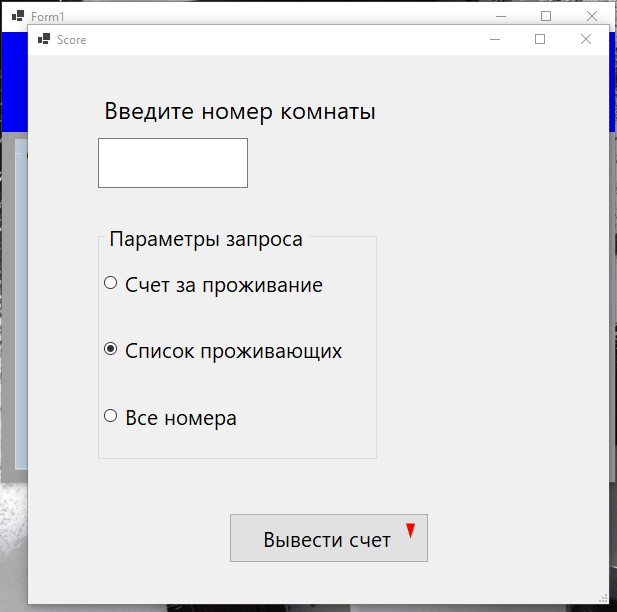 Form1
Score
Введите номер комнаты
Параметры запроса
Счет за проживание
Список проживающих
Все номера
Вывести счет